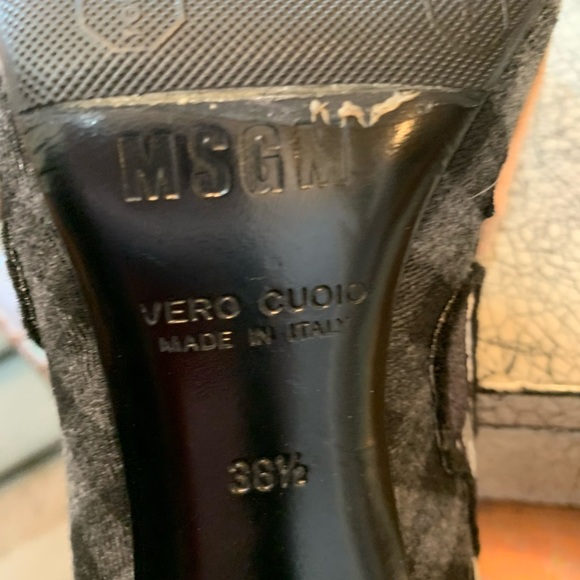 MSGM
VERO CUOIO
MADE IN ITALY
36½